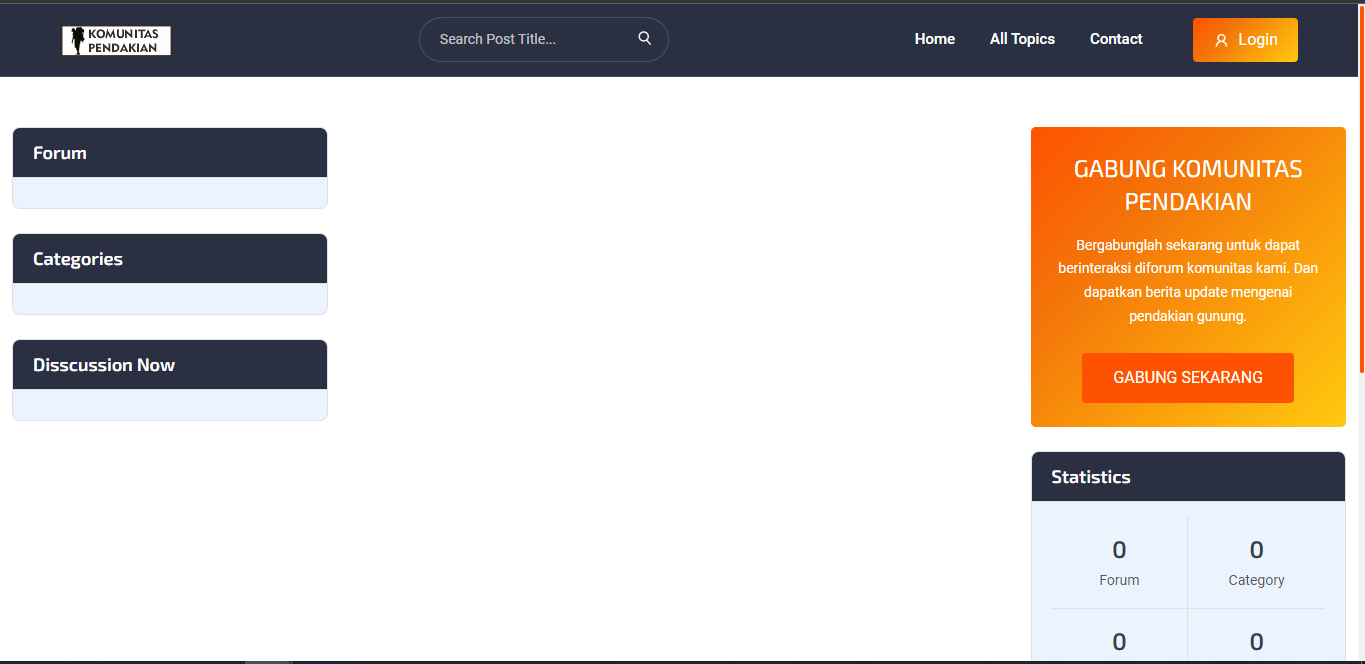 KOMUNITAS
PENDAKIAN
Search Post Title...
Home
All Topics
Contact
Login
Forum
Categories
Disscussion Now
GABUNG KOMUNITAS
PENDAKIAN
Bergabunglah sekarang untuk dapat
berinteraksi diforum komunitas kami. Dan
dapatkan berita update mengenai
pendakian gunung.
GABUNG SEKARANG
Statistics
0
Forum
0
Category
0
0